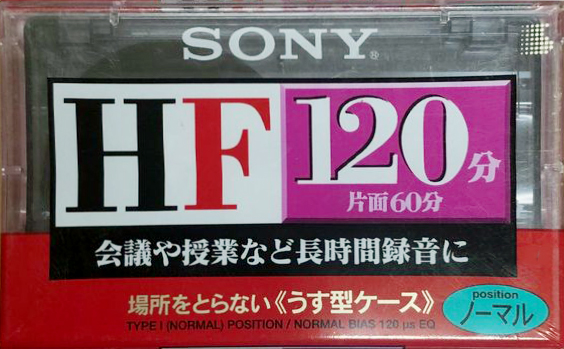 SONY®
HF 120分
片面60分
会議や授業など長時間録音に
場所をとらない《うす型ケース》
TYPE I (NORMAL) POSITION / NORMAL BIAS 120 μs EQ
position
ノーマル